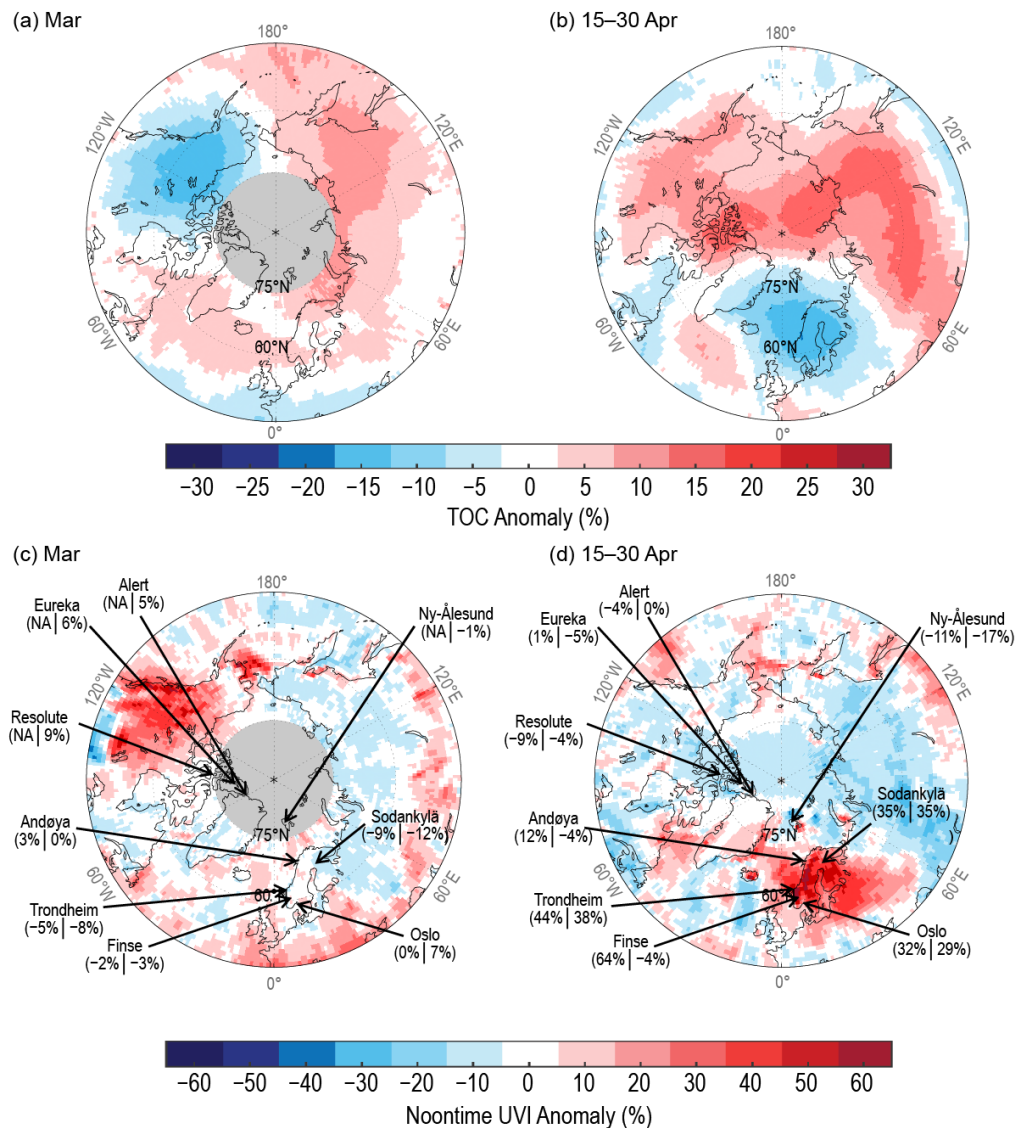 (a) Mar
(b) 15–30 Apr
180°
180°
120°W
120°E
120°W
120°E
75°N
75°N
60°N
60°N
60°W
60°E
60°W
60°E
0°
0°
−30 −25 −20 −15 −10 −5 0 5 10 15 20 25 30
TOC Anomaly (%)
(c) Mar
(d) 15–30 Apr
180°
180°
Alert
(NA| 5%)
Eureka
(NA| 6%)
Ny-Ålesund
(NA| −1%)
Alert
(−4%| 0%)
Eureka
(1%| −5%)
Ny-Ålesund
(−11%| −17%)
120°W
120°E
120°W
120°E
Resolute
(NA| 9%)
Resolute
(−9%| −4%)
Andøya
(3%| 0%)
Sodankylä
(−9%| −12%)
Andøya
(12%| −4%)
Sodankylä
(35%| 35%)
75°N
75°N
60°W
60°E
60°W
60°E
60°N
60°N
Trondheim
(−5%| −8%)
Trondheim
(44%| 38%)
Finse
(−2%| −3%)
Oslo
(0%| 7%)
Finse
(64%| −4%)
Oslo
(32%| 29%)
0°
0°
−60 −50 −40 −30 −20 −10 0 10 20 30 40 50 60
Noontime UVI Anomaly (%)